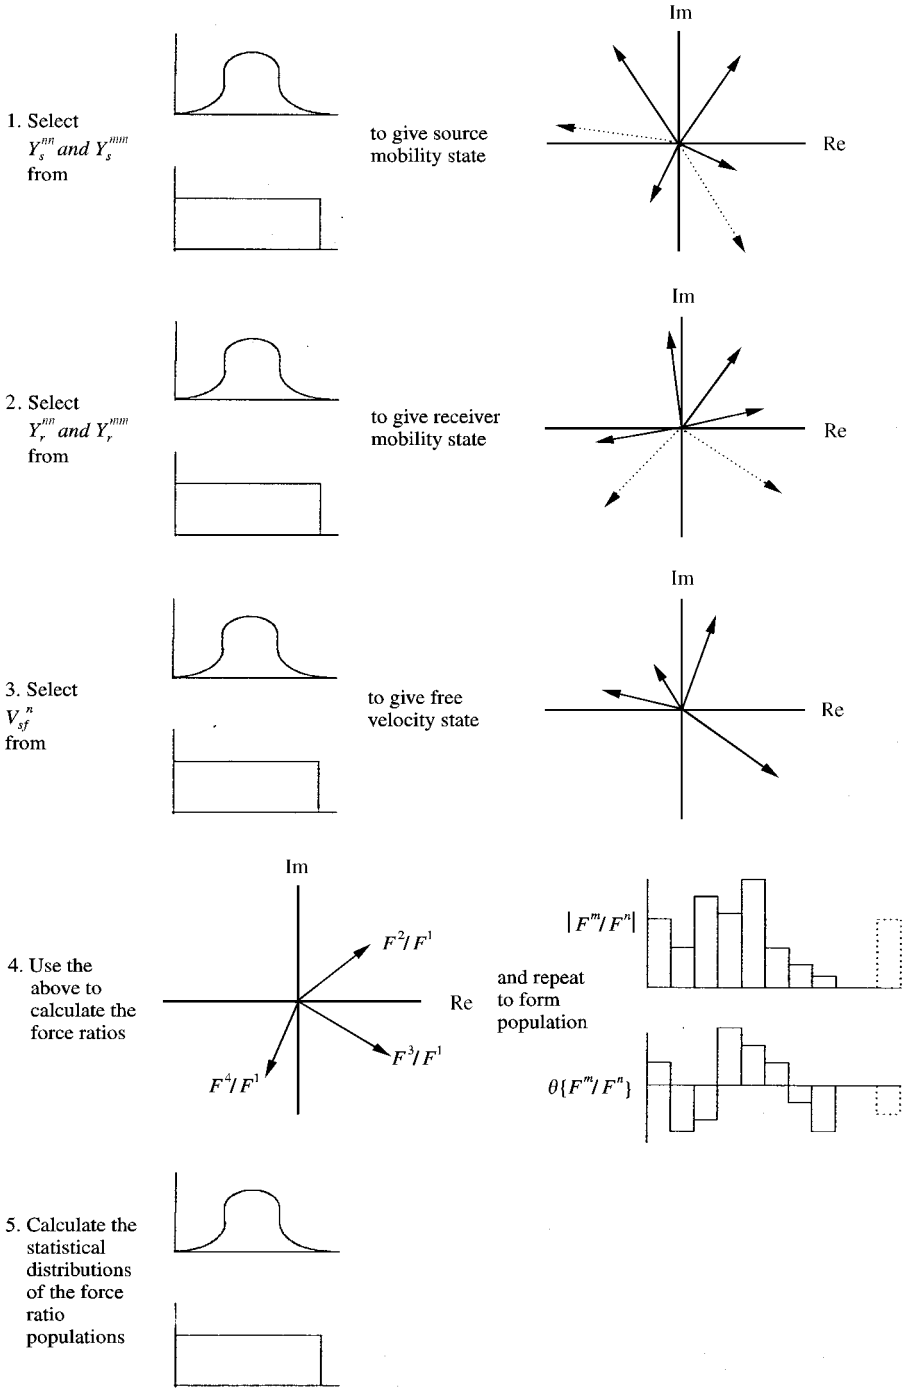 Im
1. Select
Y_s^{nn} and Y_s^{mm}
from
to give source
mobility state
Re
Im
2. Select
Y_r^{nn} and Y_r^{mm}
from
to give receiver
mobility state
Re
Im
3. Select
V_{sf}^n
from
to give free
velocity state
Re
Im
4. Use the
above to
calculate the
force ratios
F^2/F^1
Re
F^3/F^1
F^4/F^1
and repeat
to form
population
|F^m/F^n|
θ{F^m/F^n}
5. Calculate the
statistical
distributions
of the force
ratio
populations